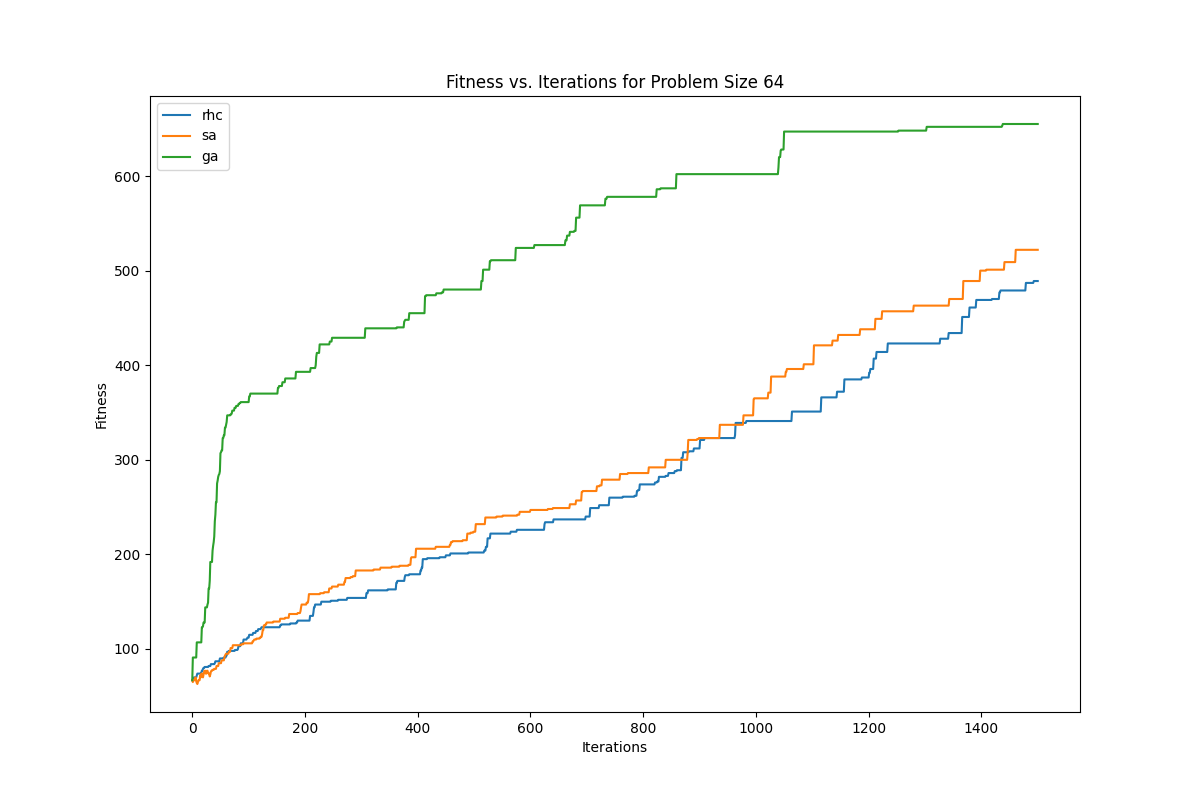 Fitness vs. Iterations for Problem Size 64
rhc
sa
ga
600
500
400
300
200
100
Fitness
0 200 400 600 800 1000 1200 1400
Iterations